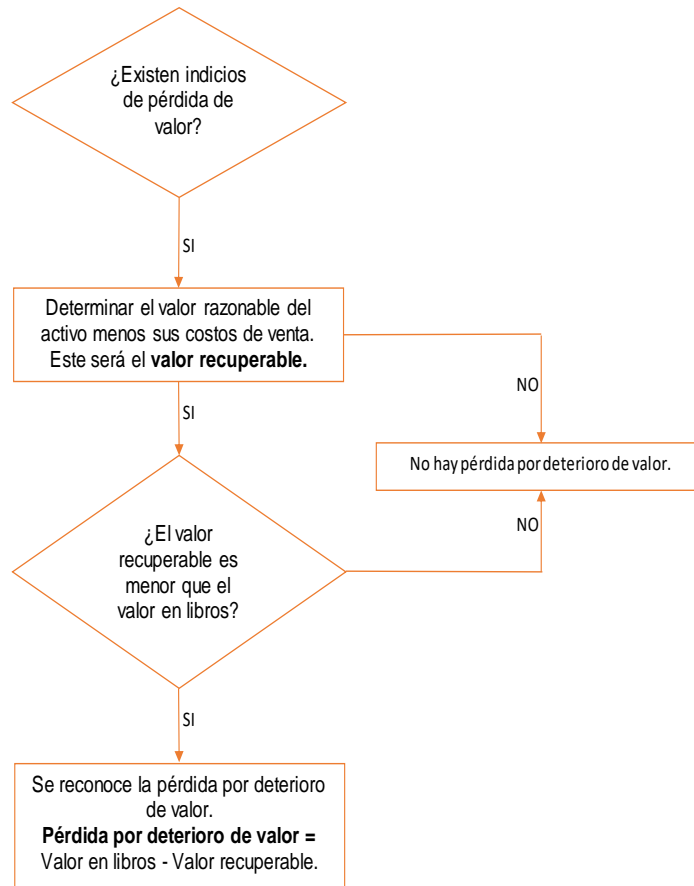 ¿Existen indicios
de pérdida de
valor?
SI
Determinar el valor razonable del
activo menos sus costos de venta.
Este será el valor recuperable.
NO
SI
No hay pérdida por deterioro de valor.
NO
¿El valor
recuperable es
menor que el
valor en libros?
SI
Se reconoce la pérdida por deterioro
de valor.
Pérdida por deterioro de valor =
Valor en libros - Valor recuperable.